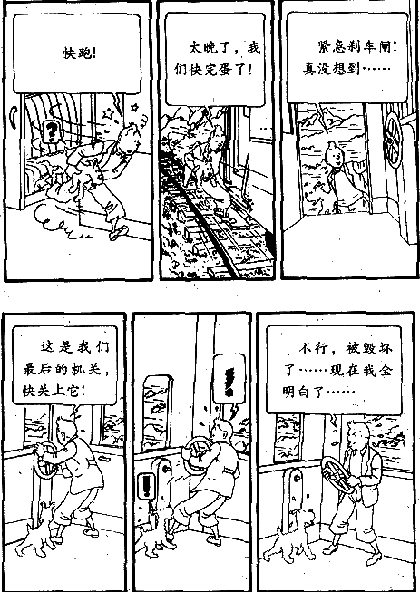 快跑!
?
太晚了，我
们快完蛋了!
紧急刹车闸!
真没想到……
这是我们
最后的机关，
快关上它!
!
!
不行，被毁坏
了……现在我全
明白了……